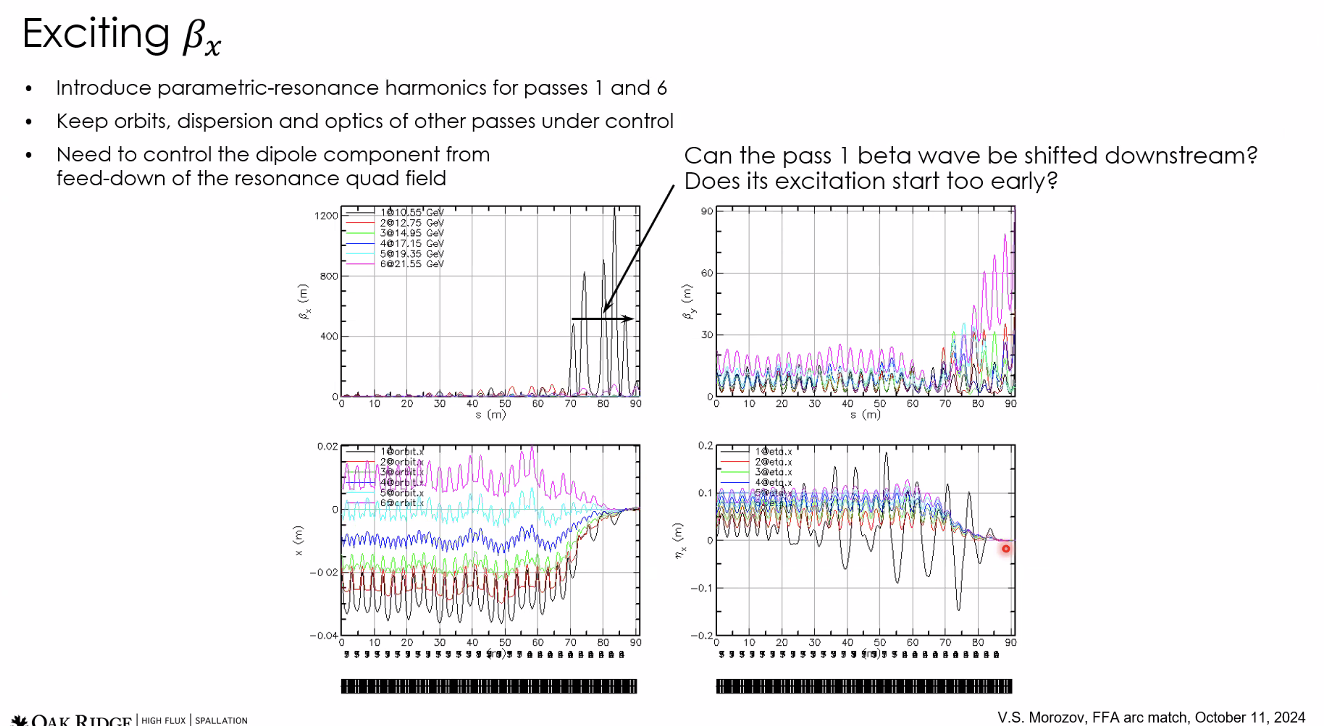 Exciting βx
• Introduce parametric-resonance harmonics for passes 1 and 6
• Keep orbits, dispersion and optics of other passes under control
• Need to control the dipole component from
feed-down of the resonance quad field
Can the pass 1 beta wave be shifted downstream?
Does its excitation start too early?
1@10.55 GeV
2@12.75 GeV
3@14.95 GeV
4@17.15 GeV
5@19.35 GeV
6@21.55 GeV
1200
800
400
0
βx (m)
0 10 20 30 40 50 60 70 80 90
s (m)
90
60
30
0
βy (m)
0 10 20 30 40 50 60 70 80 90
s (m)
1@orbit.x
2@orbit.x
3@orbit.x
4@orbit.x
5@orbit.x
6@orbit.x
0.02
0
-0.02
-0.04
x (m)
0 10 20 30 40 50 60 70 80 90
1@eta.x
2@eta.x
3@eta.x
4@eta.x
0.2
0.1
0
-0.1
-0.2
ηx (m)
0 10 20 30 40 50 60 70 80 90
OAK RIDGE
HIGH FLUX
SPALLATION
V.S. Morozov, FFA arc match, October 11, 2024